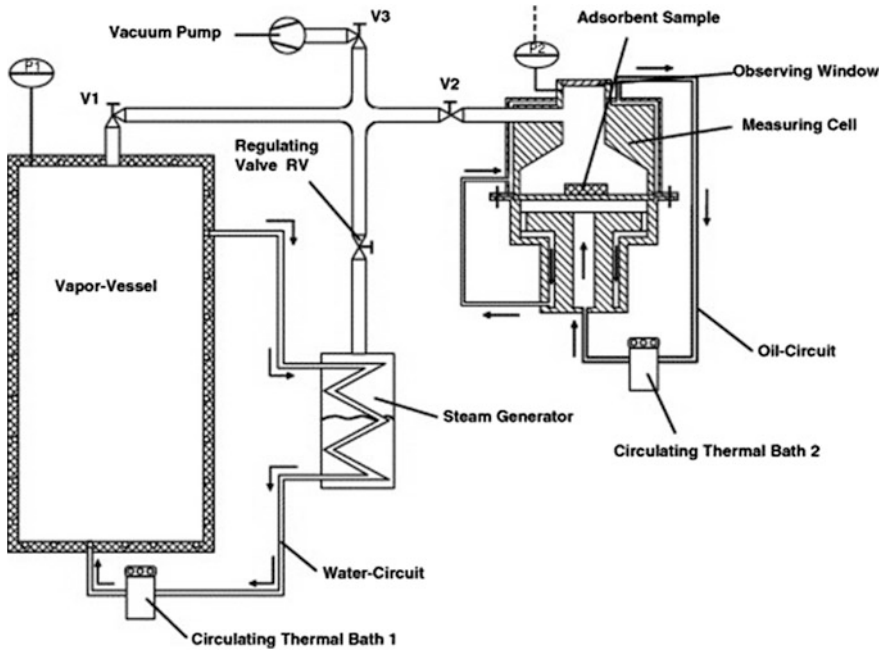 Vacuum Pump
V3
Adsorbent Sample
P1
P2
Observing Window
V1
V2
Measuring Cell
Regulating
Valve RV
Vapor-Vessel
Oil-Circuit
Steam Generator
Circulating Thermal Bath 2
Water-Circuit
Circulating Thermal Bath 1